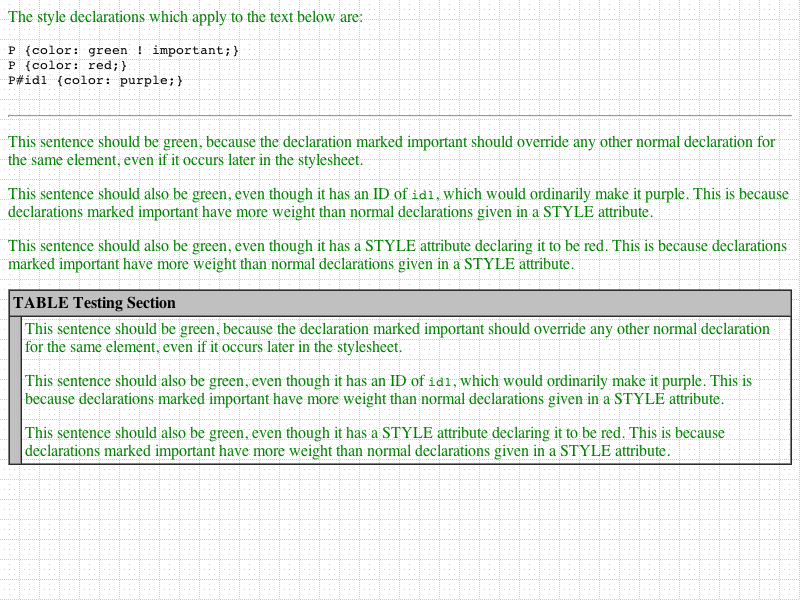 The style declarations which apply to the text below are:
P {color: green ! important;}
P {color: red;}
P#id1 {color: purple;}
This sentence should be green, because the declaration marked important should override any other normal declaration for
the same element, even if it occurs later in the stylesheet.
This sentence should also be green, even though it has an ID of id1, which would ordinarily make it purple. This is because
declarations marked important have more weight than normal declarations given in a STYLE attribute.
This sentence should also be green, even though it has a STYLE attribute declaring it to be red. This is because declarations
marked important have more weight than normal declarations given in a STYLE attribute.
TABLE Testing Section
This sentence should be green, because the declaration marked important should override any other normal declaration
for the same element, even if it occurs later in the stylesheet.
This sentence should also be green, even though it has an ID of id1, which would ordinarily make it purple. This is
because declarations marked important have more weight than normal declarations given in a STYLE attribute.
This sentence should also be green, even though it has a STYLE attribute declaring it to be red. This is because
declarations marked important have more weight than normal declarations given in a STYLE attribute.